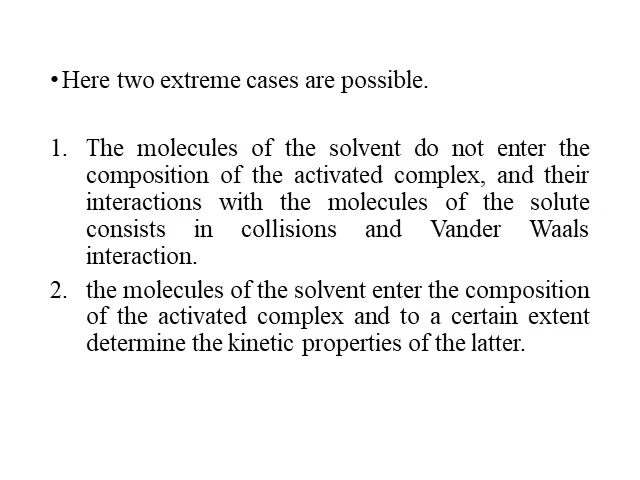 • Here two extreme cases are possible.
1. The molecules of the solvent do not enter the
composition of the activated complex, and their
interactions with the molecules of the solute
consists in collisions and Vander Waals
interaction.
2. the molecules of the solvent enter the composition
of the activated complex and to a certain extent
determine the kinetic properties of the latter.